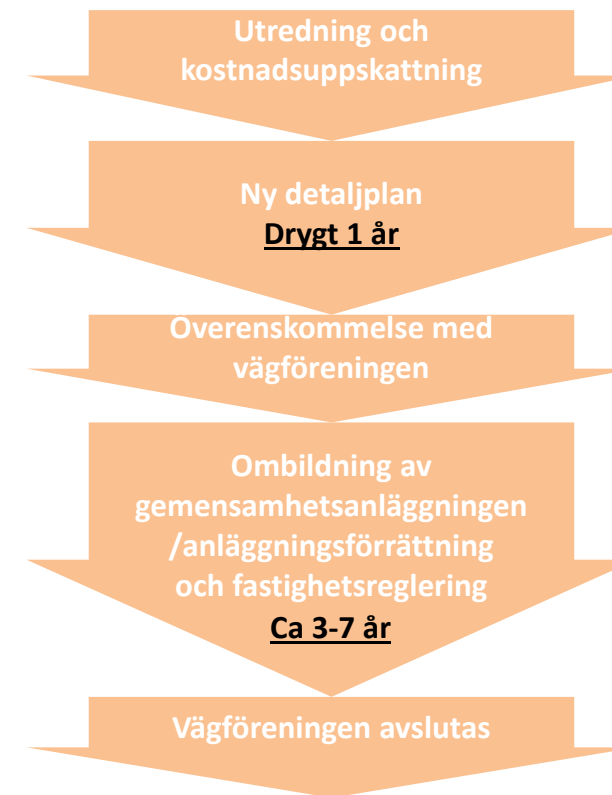 Utredning och
kostnadsuppskattning
Ny detaljplan
Drygt 1 år
Överenskommelse med
vägföreningen
Ombildning av
gemensamhetsanläggningen
/anläggningsförrättning
och fastighetsreglering
Ca 3-7 år
Vägföreningen avslutas